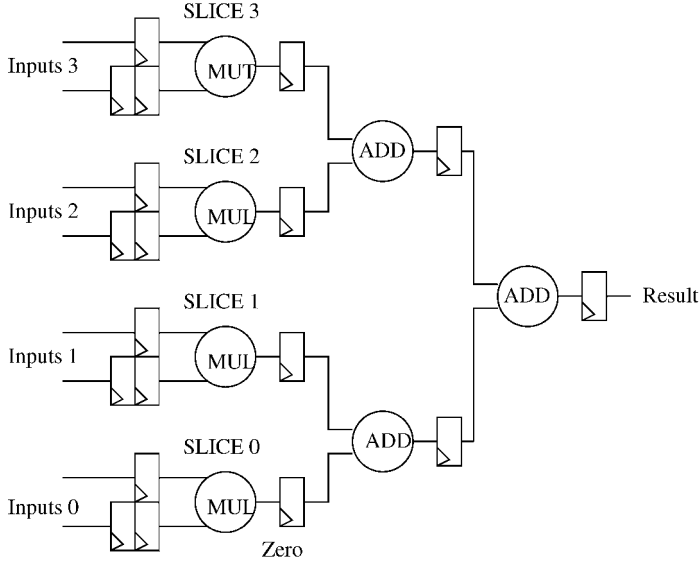 SLICE 3
Inputs 3
MUT
ADD
SLICE 2
Inputs 2
MUL
ADD
Result
SLICE 1
Inputs 1
MUL
ADD
SLICE 0
Inputs 0
MUL
Zero